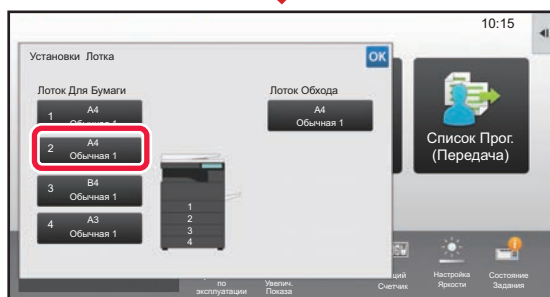 10:15
Установки Лотка
OK
Лоток Для Бумаги
Лоток Обхода
1
A4
Обычная 1
2
A4
Обычная 1
3
B4
Обычная 1
4
A3
Обычная 1
A4
Обычная 1
1
2
3
4
Список Прог.
(Передача)
по
эксплуатации
Увелич.
Показа
ций
Счетчик
Настройка
Яркости
Состояние
Задания